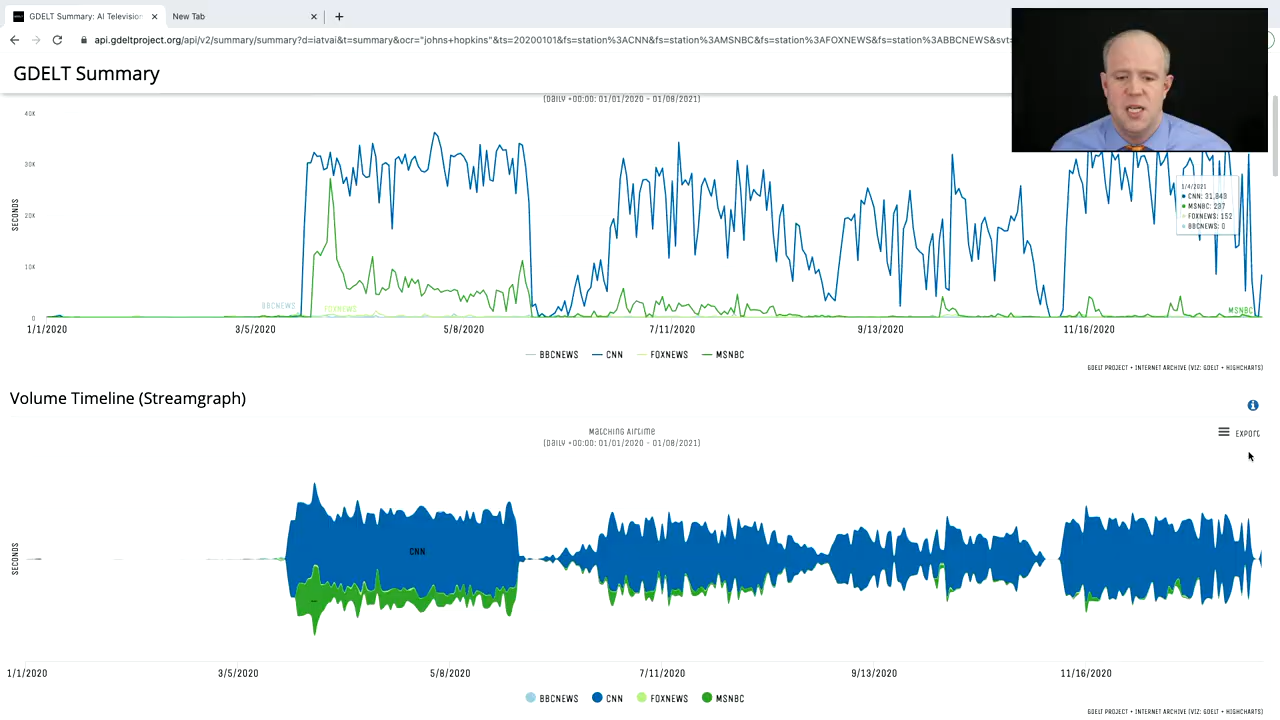 GDELT Summary: AI Television
New Tab
api.gdeltproject.org/api/v2/summary/summary?d=iatvai&t=summary&ocr="johns+hopkins"&ts=20200101&fs=station%3ACNN&fs=station%3AMSNBC&fs=station%3AFOXNEWS&fs=station%3ABBCNEWS&svt=
GDELT Summary
(Daily +00:00: 01/01/2020 - 01/08/2021)
40K
30K
20K
10K
0
SECONDS
BBCNEWS
FOXNEWS
MSNBC
1/4/2021
CNN: 31,843
MSNBC: 237
FOXNEWS: 152
BBCNEWS: 0
1/1/2020
3/5/2020
5/8/2020
7/11/2020
9/13/2020
11/16/2020
BBCNEWS CNN FOXNEWS MSNBC
GDELT PROJECT + INTERNET ARCHIVE (VIZ: GDELT + HIGHCHARTS)
Volume Timeline (Streamgraph)
Matching Airtime
(Daily +00:00: 01/01/2020 - 01/08/2021)
EXPORT
SECONDS
CNN
1/1/2020
3/5/2020
5/8/2020
7/11/2020
9/13/2020
11/16/2020
BBCNEWS CNN FOXNEWS MSNBC
GDELT PROJECT + INTERNET ARCHIVE (VIZ: GDELT + HIGHCHARTS)